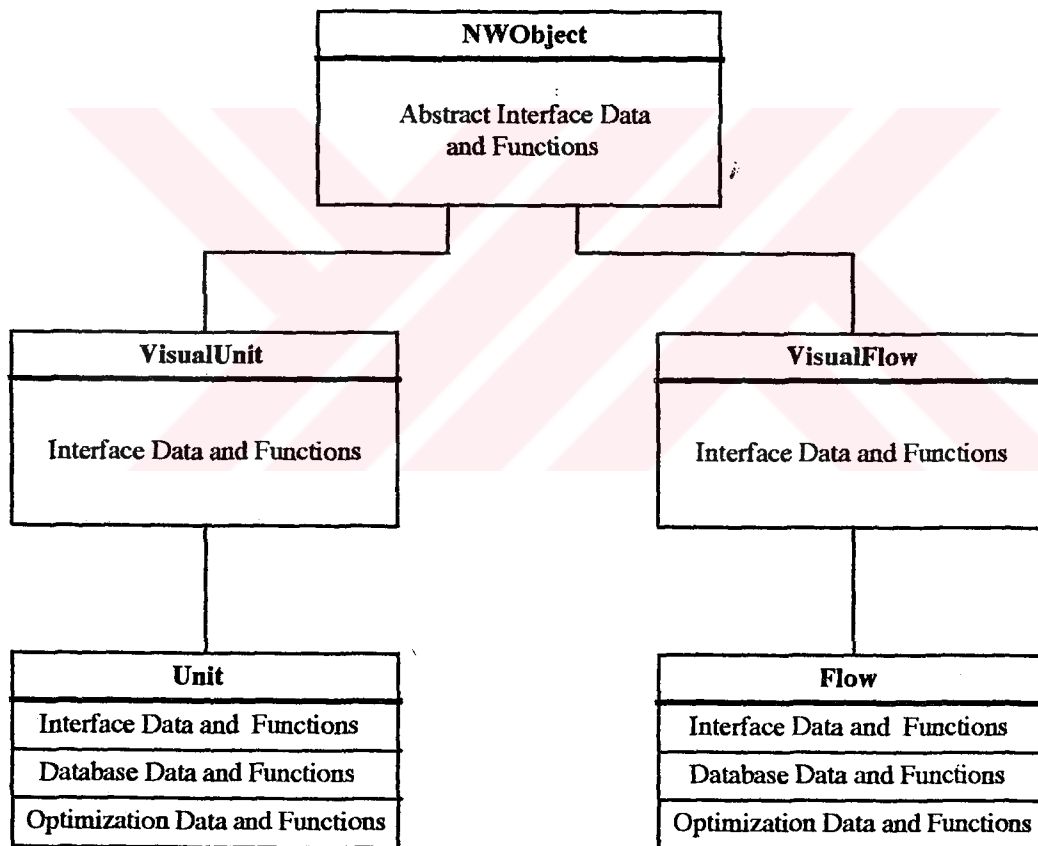 NWObject
Abstract Interface Data
and Functions
VisualUnit
Interface Data and Functions
VisualFlow
Interface Data and Functions
Unit
Interface Data and Functions
Database Data and Functions
Optimization Data and Functions
Flow
Interface Data and Functions
Database Data and Functions
Optimization Data and Functions